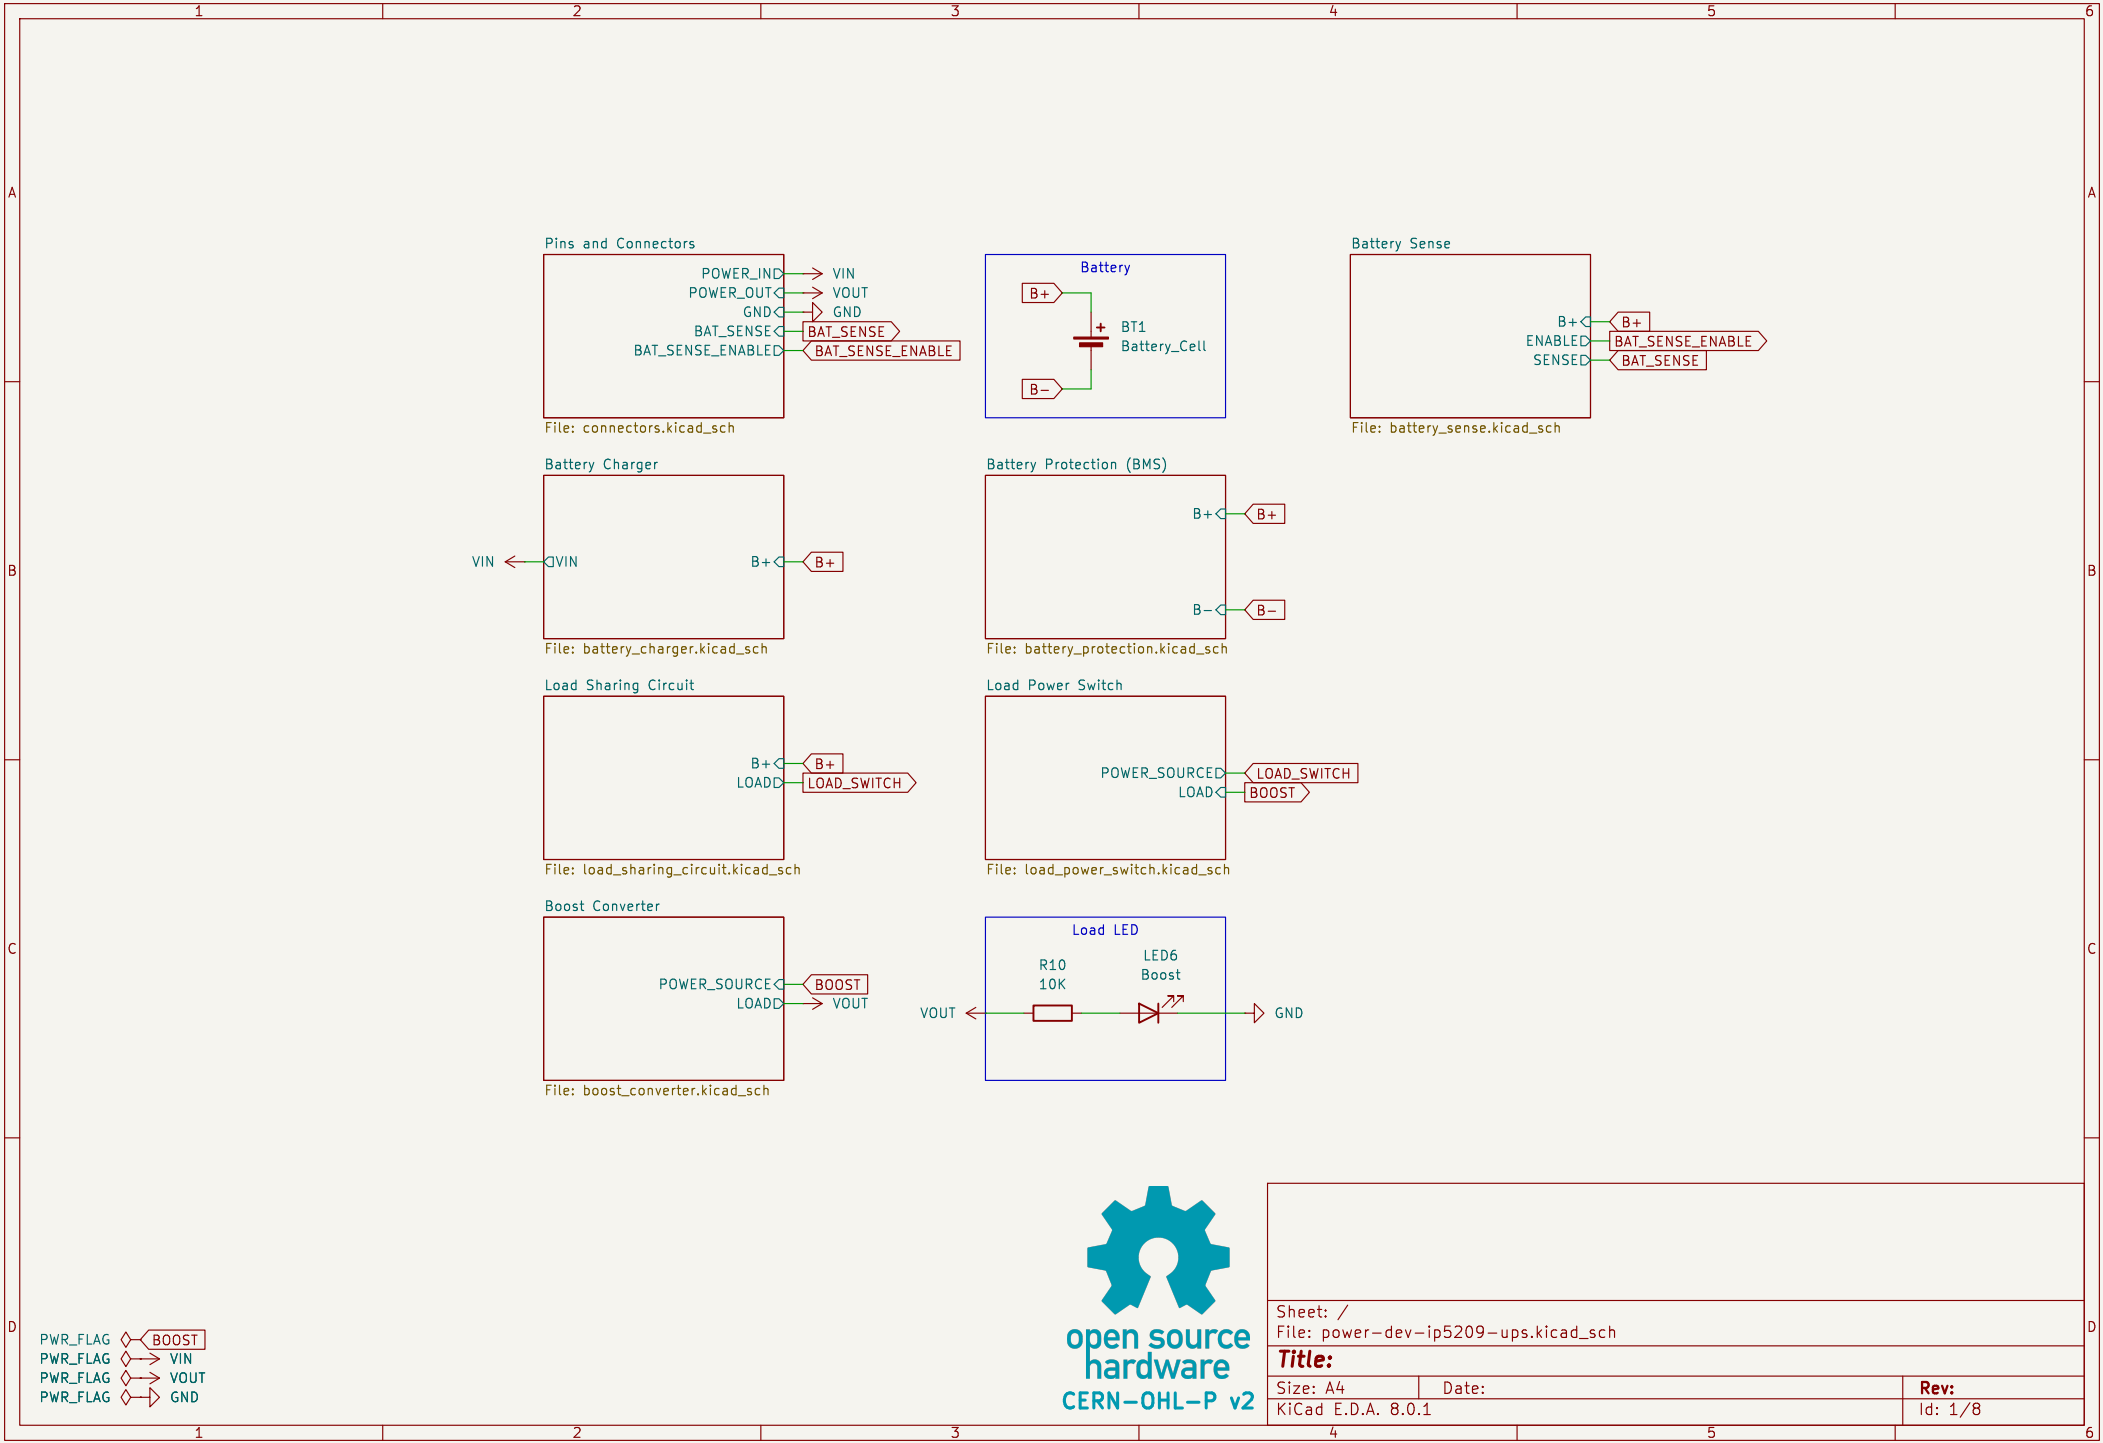 1 2 3 4 5 6
A
A
Pins and Connectors
POWER_IN VIN
POWER_OUT VOUT
GND GND
BAT_SENSE BAT_SENSE
BAT_SENSE_ENABLE BAT_SENSE_ENABLE
File: connectors.kicad_sch
Battery
B+
+
BT1
Battery_Cell
B-
Battery Sense
B+ B+
ENABLE BAT_SENSE_ENABLE
SENSE BAT_SENSE
File: battery_sense.kicad_sch
B
B
Battery Charger
VIN VIN B+ B+
File: battery_charger.kicad_sch
Battery Protection (BMS)
B+ B+
B- B-
File: battery_protection.kicad_sch
Load Sharing Circuit
B+ B+
LOAD LOAD_SWITCH
File: load_sharing_circuit.kicad_sch
Load Power Switch
POWER_SOURCE LOAD_SWITCH
LOAD BOOST
File: load_power_switch.kicad_sch
C
C
Boost Converter
POWER_SOURCE BOOST
LOAD VOUT
File: boost_converter.kicad_sch
Load LED
R10
10K
LED6
Boost
VOUT GND
D
D
PWR_FLAG BOOST
PWR_FLAG VIN
PWR_FLAG VOUT
PWR_FLAG GND
open source
hardware
CERN-OHL-P v2
Sheet: /
File: power-dev-ip5209-ups.kicad_sch
Title:
Size: A4 Date: Rev:
KiCad E.D.A. 8.0.1 Id: 1/8
1 2 3 4 5 6